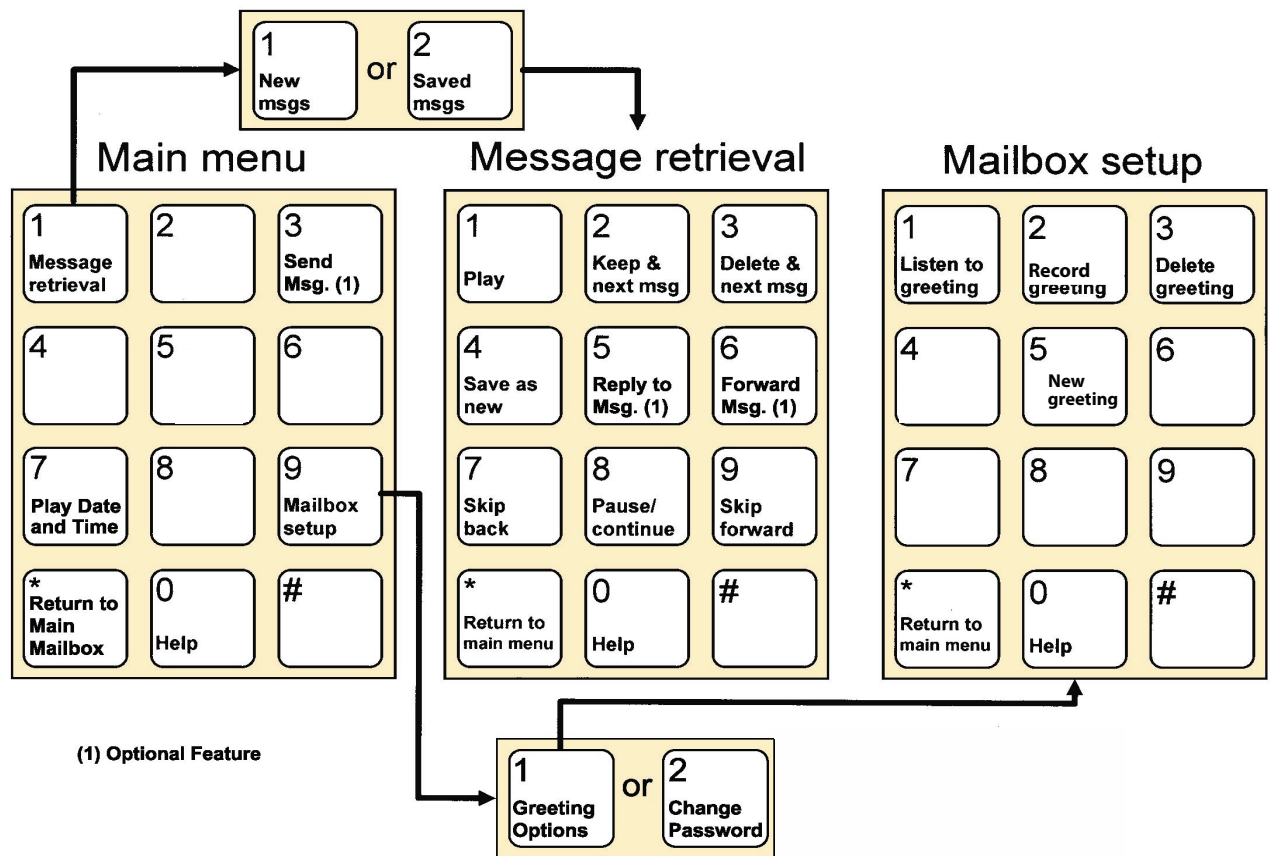 1
New
msgs
or
2
Saved
msgs
Main menu
1
Message
retrieval
2
3
Send
Msg. (1)
4
5
6
7
Play Date
and Time
8
9
Mailbox
setup
*
Return to
Main
Mailbox
0
Help
#
Message retrieval
1
Play
2
Keep &
next msg
3
Delete &
next msg
4
Save as
new
5
Reply to
Msg. (1)
6
Forward
Msg. (1)
7
Skip
back
8
Pause/
continue
9
Skip
forward
*
Return to
main menu
0
Help
#
Mailbox setup
1
Listen to
greeting
2
Record
greeting
3
Delete
greeting
4
5
New
greeting
6
7
8
9
*
Return to
main menu
0
Help
#
(1) Optional Feature
1
Greeting
Options
or
2
Change
Password